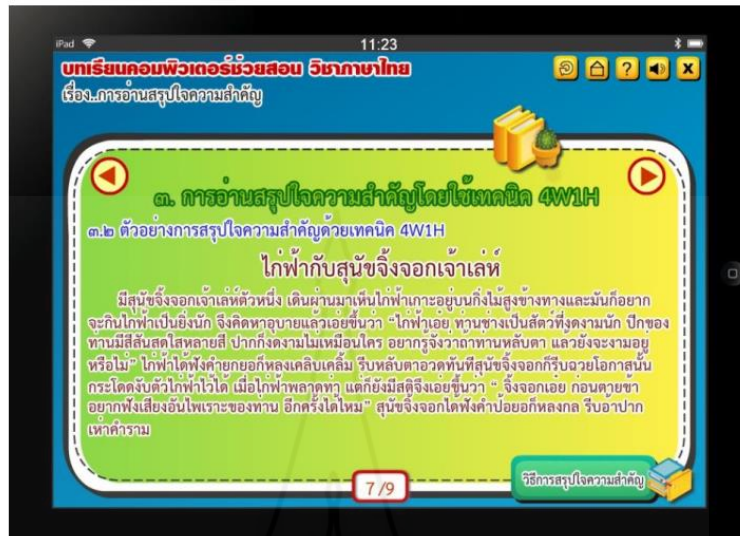 iPad
11:23
บทเรียนคอมพิวเตอร์ช่วยสอน วิชาภาษาไทย
เรื่อง..การอ่านสรุปใจความสำคัญ
? X
๓. การอ่านสรุปใจความสำคัญโดยใช้เทคนิค 4W1H
๓.๒ ตัวอย่างการสรุปใจความสำคัญด้วยเทคนิค 4W1H
ไก่ฟ้ากับสุนัขจิ้งจอกเจ้าเล่ห์
มีสุนัขจิ้งจอกเจ้าเล่ห์ตัวหนึ่ง เดินผ่านมาเห็นไก่ฟ้าเกาะอยู่บนกิ่งไม้สูงข้างทางและมันก็อยาก
จะกินไก่ฟ้าเป็นยิ่งนัก จึงคิดหาอุบายแล้วเอ่ยขึ้นว่า “ไก่ฟ้าเอ๋ย ท่านช่างเป็นสัตว์ที่งดงามนัก ปีกของ
ท่านมีสีสันสดใสหลายสี ปากก็งดงามไม่เหมือนใคร อยากรู้จังว่าถ้าท่านหลับตา แล้วยังจะงามอยู่
หรือไม่” ไก่ฟ้าได้ฟังคำยกยอก็หลงเคลิบเคลิ้ม รีบหลับตาอวดทันทีสุนัขจิ้งจอกก็รีบฉวยโอกาสนั้น
กระโดดงับตัวไก่ฟ้าไว้ได้ เมื่อไก่ฟ้าพลาดท่า แต่ก็ยังมีสติจึงเอ่ยขึ้นว่า “ จิ้งจอกเอ๋ย ก่อนตายข้า
อยากฟังเสียงอันไพเราะของท่าน อีกครั้งได้ไหม” สุนัขจิ้งจอกได้ฟังคำป้อยอก็หลงกล รีบอ้าปาก
เห่าคำราม
7/9
วิธีการสรุปใจความสำคัญ